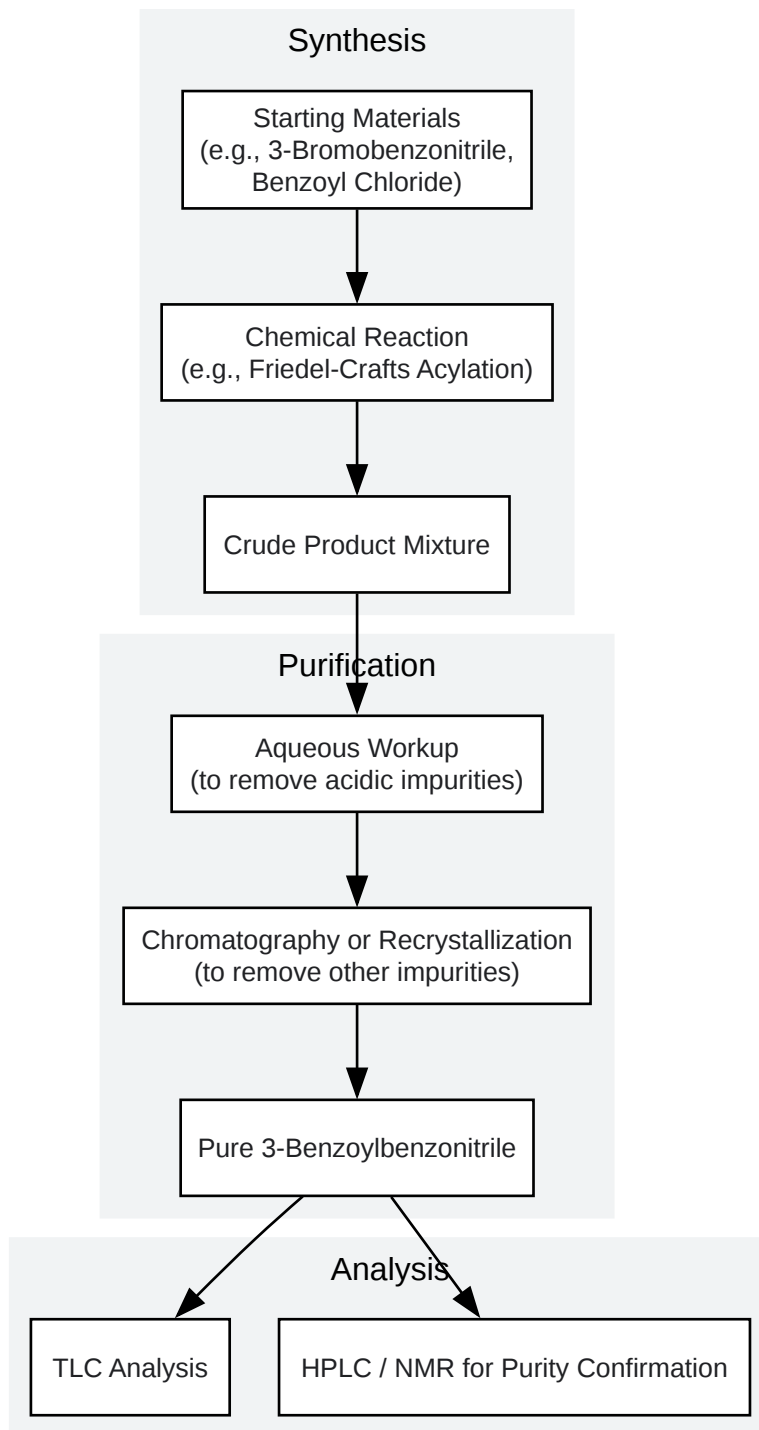 Synthesis
Starting Materials
(e.g., 3-Bromobenzonitrile,
Benzoyl Chloride)
Chemical Reaction
(e.g., Friedel-Crafts Acylation)
Crude Product Mixture
Purification
Aqueous Workup
(to remove acidic impurities)
Chromatography or Recrystallization
(to remove other impurities)
Pure 3-Benzoylbenzonitrile
Analysis
TLC Analysis
HPLC / NMR for Purity Confirmation